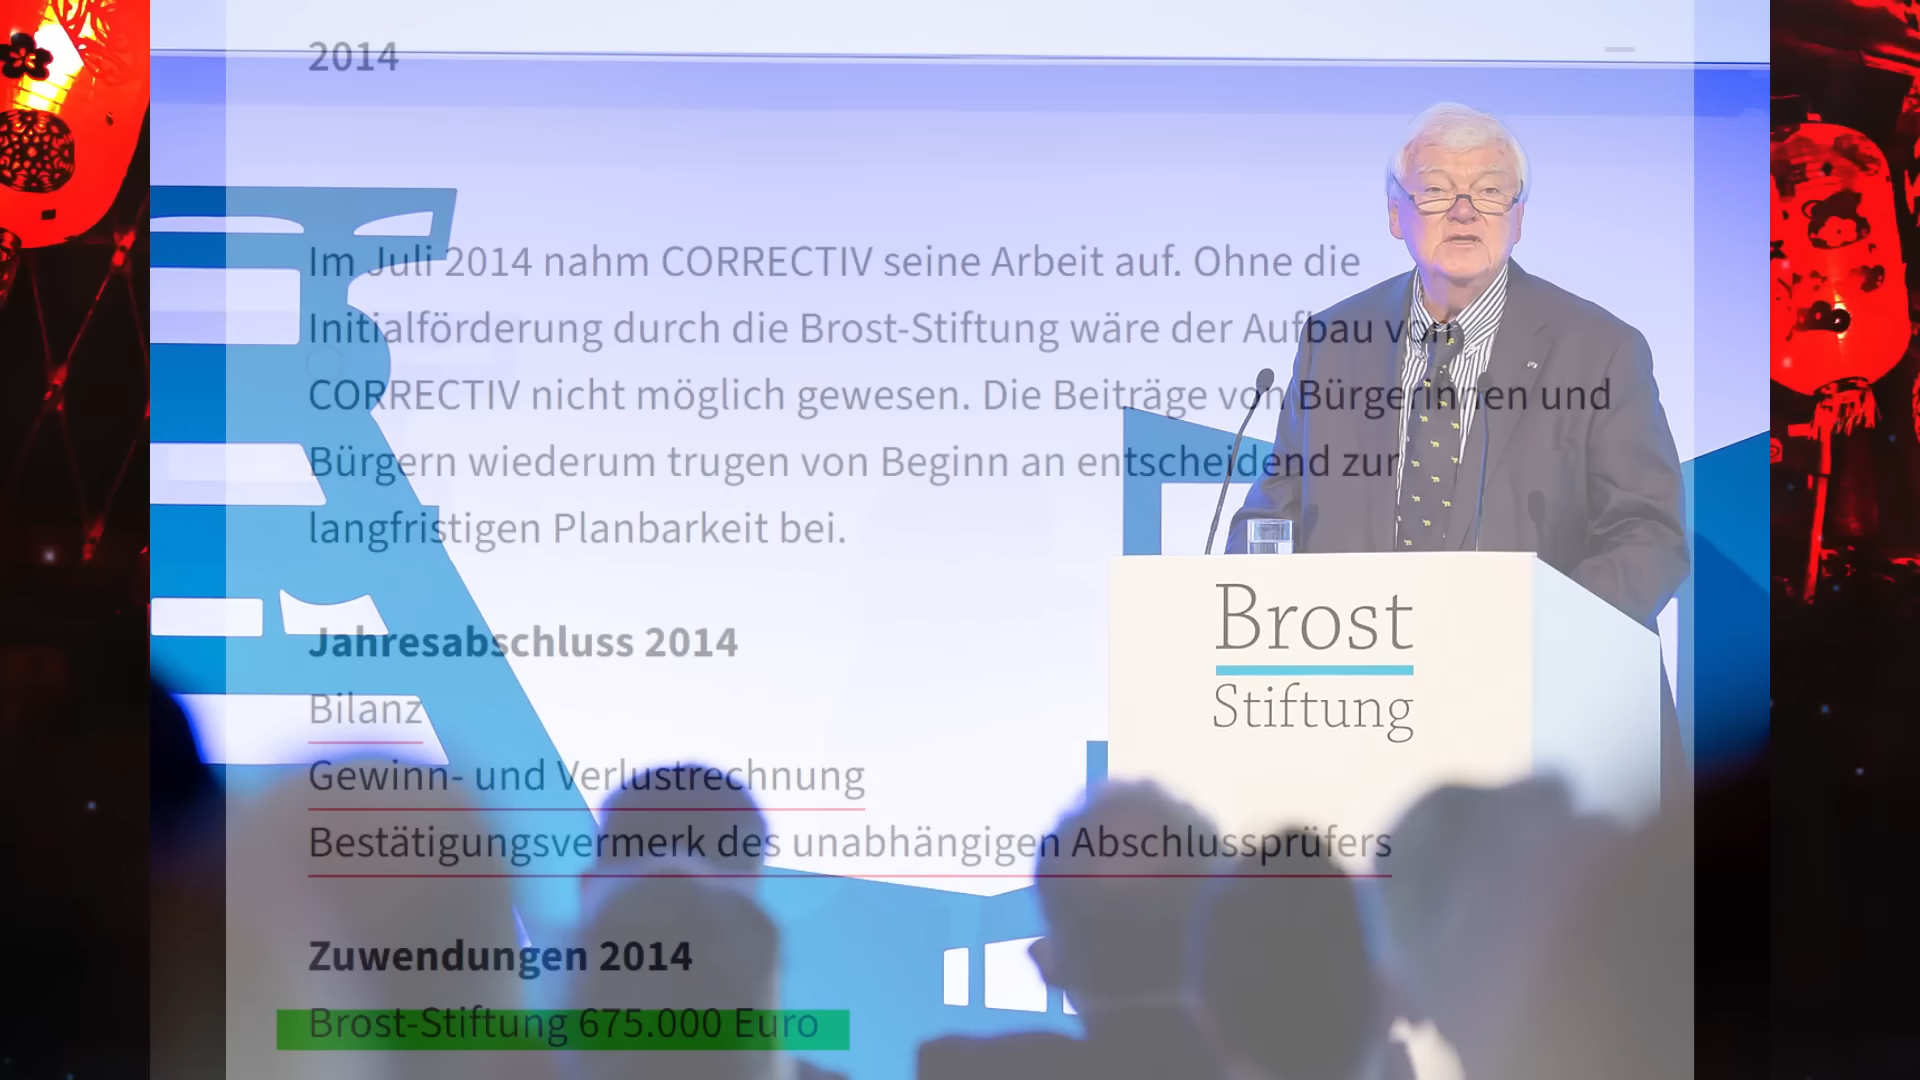 2014
Im Juli 2014 nahm CORRECTIV seine Arbeit auf. Ohne die
Initialförderung durch die Brost-Stiftung wäre der Aufbau von
CORRECTIV nicht möglich gewesen. Die Beiträge von Bürgerinnen und
Bürgern wiederum trugen von Beginn an entscheidend zur
langfristigen Planbarkeit bei.
Jahresabschluss 2014
Bilanz
Gewinn- und Verlustrechnung
Bestätigungsvermerk des unabhängigen Abschlussprüfers
Zuwendungen 2014
Brost-Stiftung 675.000 Euro
Brost
Stiftung